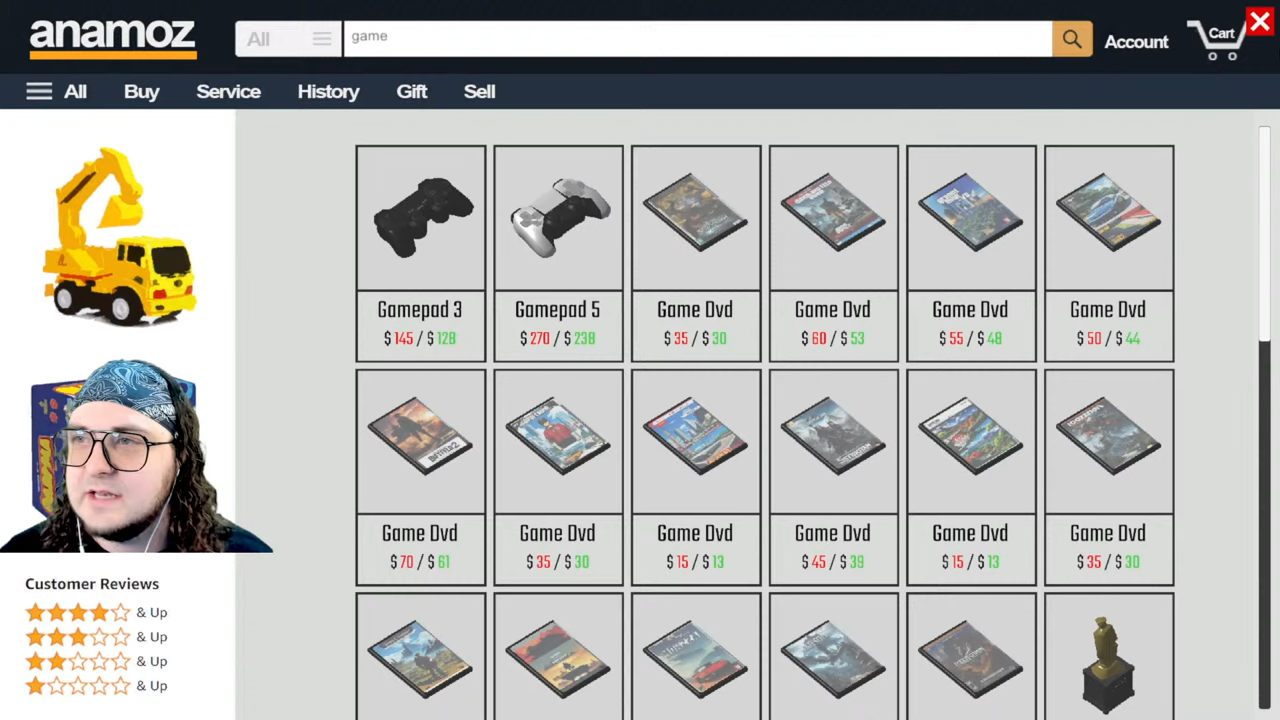 anamoz
All
game
Account
Cart
All
Buy
Service
History
Gift
Sell
Gamepad 3
$ 145 / $ 128
Gamepad 5
$ 270 / $ 238
Game Dvd
$ 35 / $ 30
Game Dvd
$ 60 / $ 53
Game Dvd
$ 55 / $ 48
Game Dvd
$ 50 / $ 44
Game Dvd
$ 70 / $ 61
Game Dvd
$ 35 / $ 30
Game Dvd
$ 15 / $ 13
Game Dvd
$ 45 / $ 39
Game Dvd
$ 15 / $ 13
Game Dvd
$ 35 / $ 30
Customer Reviews
& Up
& Up
& Up
& Up